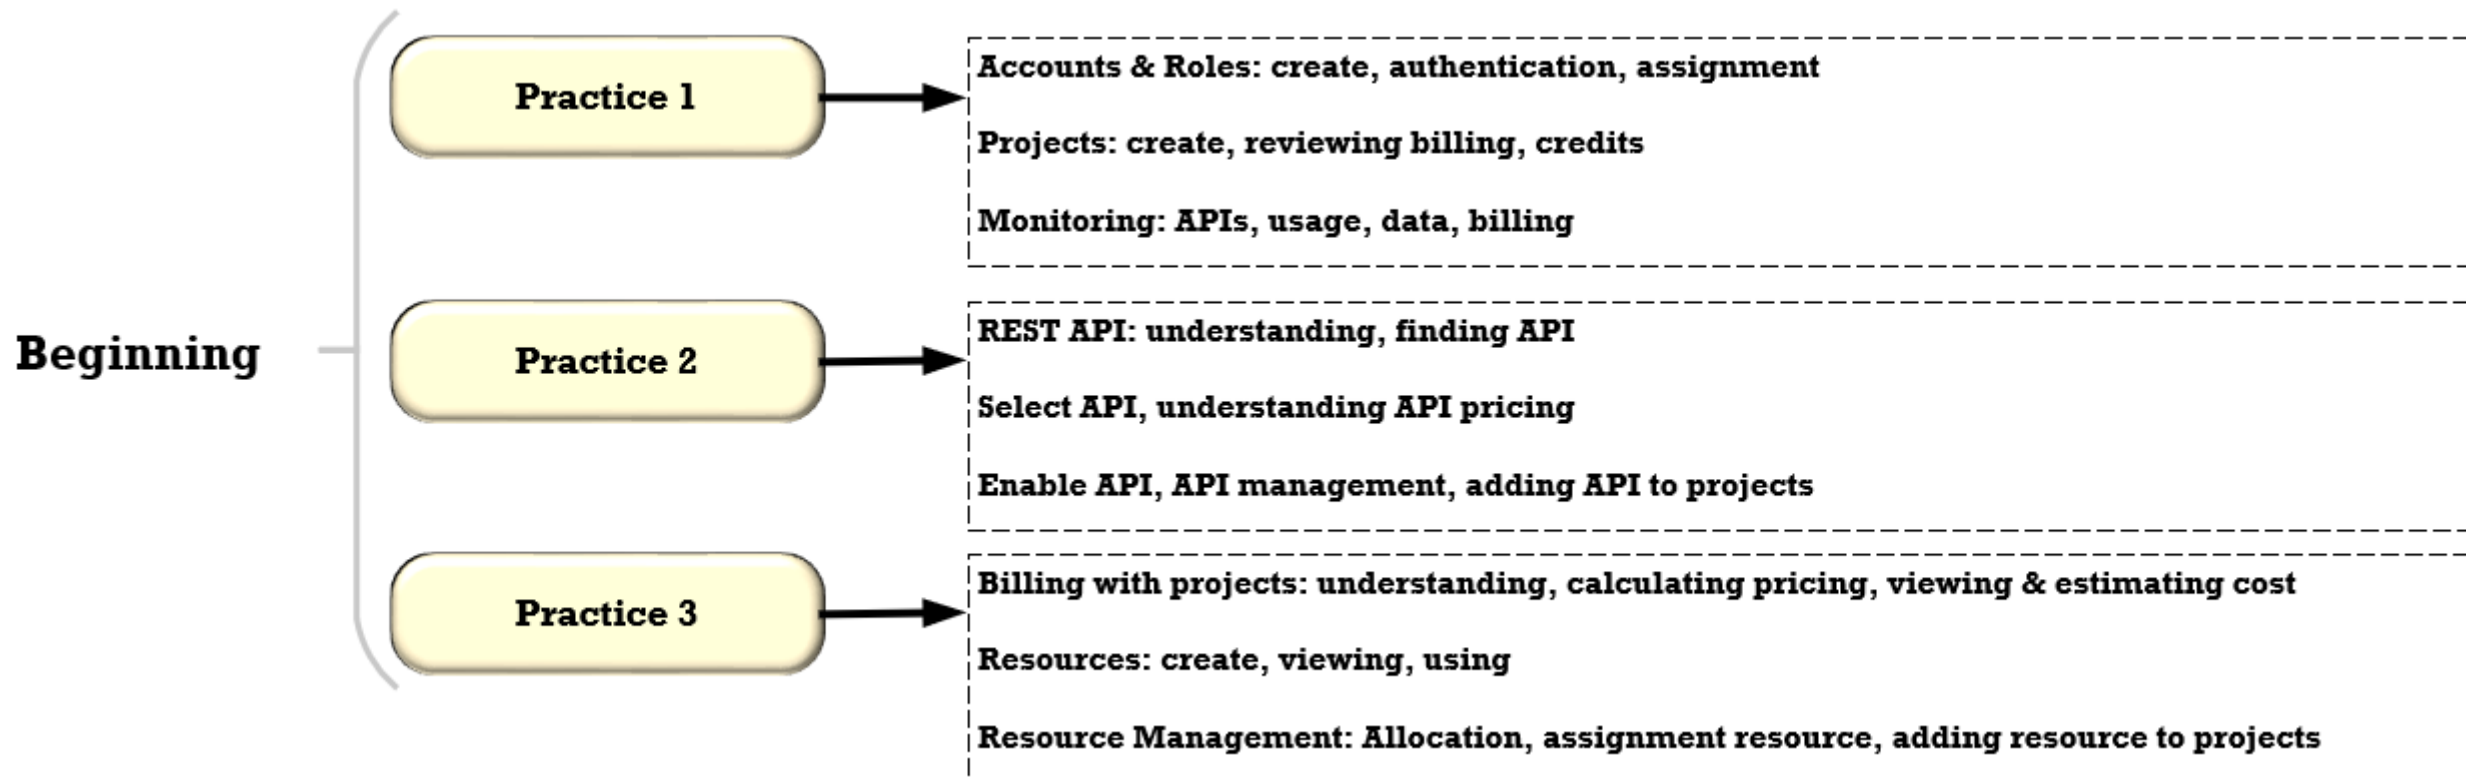 Beginning
Practice 1
Accounts & Roles: create, authentication, assignment
Projects: create, reviewing billing, credits
Monitoring: APIs, usage, data, billing
Practice 2
REST API: understanding, finding API
Select API, understanding API pricing
Enable API, API management, adding API to projects
Practice 3
Billing with projects: understanding, calculating pricing, viewing & estimating cost
Resources: create, viewing, using
Resource Management: Allocation, assignment resource, adding resource to projects